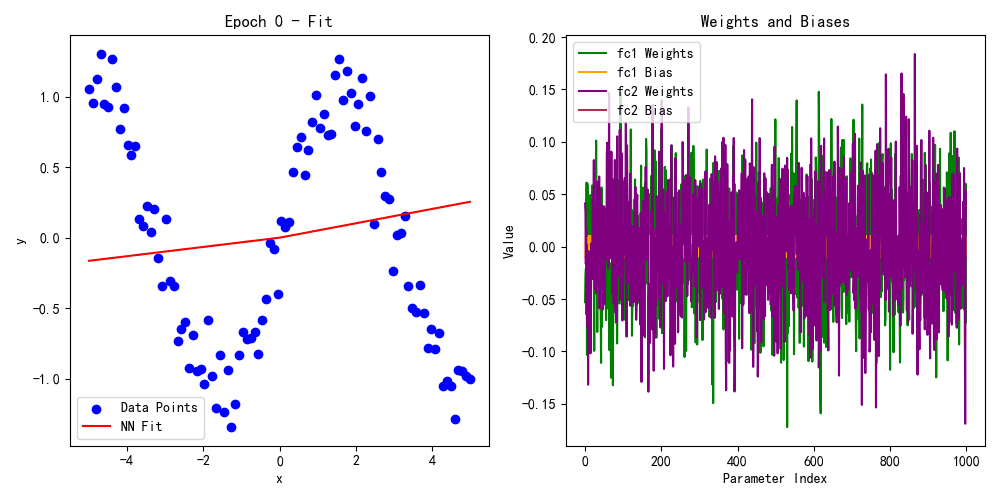 Epoch 0 - Fit
y
1.0
0.5
0.0
-0.5
-1.0
Data Points
NN Fit
-4
-2
0
2
4
x
Weights and Biases
Value
0.20
0.15
0.10
0.05
0.00
-0.05
-0.10
-0.15
fc1 Weights
fc1 Bias
fc2 Weights
fc2 Bias
0
200
400
600
800
1000
Parameter Index